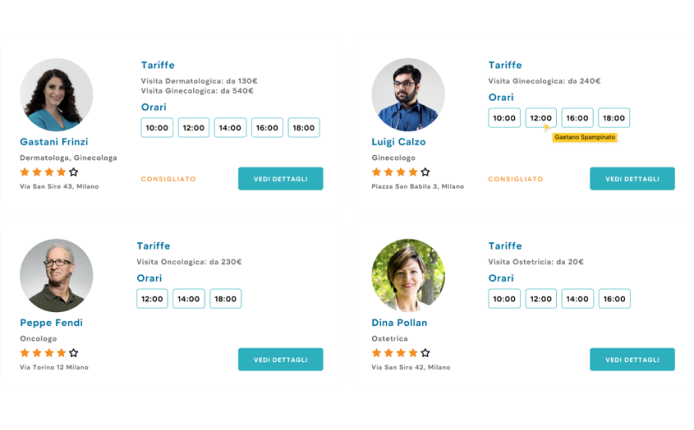 Tariffe
Visita Dermatologica: da 130€
Visita Ginecologica: da 540€
Orari
10:00 12:00 14:00 16:00 18:00
Gastani Frinzi
Dermatologa, Ginecologa
Via San Siro 43, Milano
CONSIGLIATO
VEDI DETTAGLI
Tariffe
Visita Ginecologica: da 240€
Orari
10:00 12:00 16:00 18:00
Gaetano Spampinato
Luigi Calzo
Ginecologo
Piazza San Babila 3, Milano
CONSIGLIATO
VEDI DETTAGLI
Tariffe
Visita Oncologica: da 230€
Orari
12:00 14:00 18:00
Peppe Fendi
Oncologo
Via Torino 12 Milano
VEDI DETTAGLI
Tariffe
Visita Ostetricia: da 20€
Orari
10:00 12:00 14:00 16:00
Dina Pollan
Ostetrica
Via San Siro 42, Milano
VEDI DETTAGLI